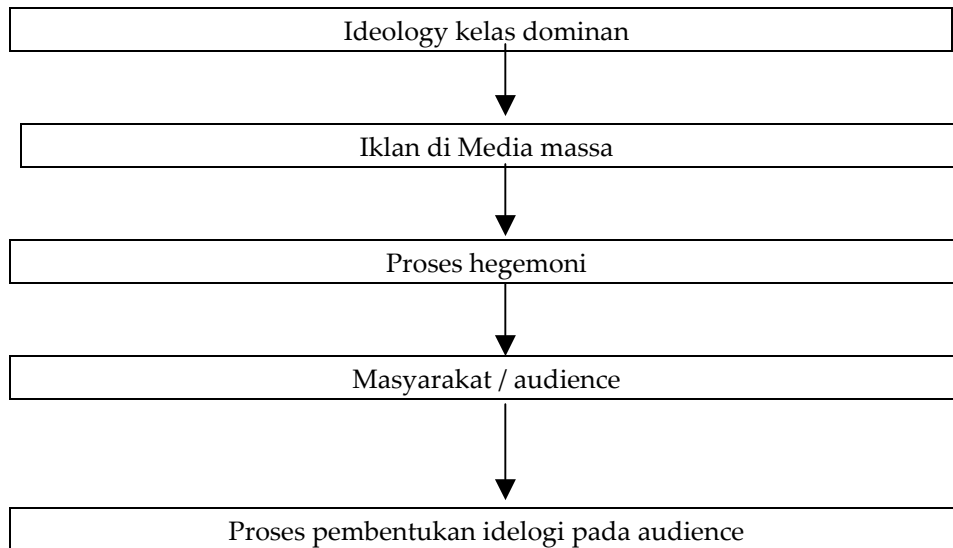 Ideology kelas dominan
Iklan di Media massa
Proses hegemoni
Masyarakat / audience
Proses pembentukan idelogi pada audience